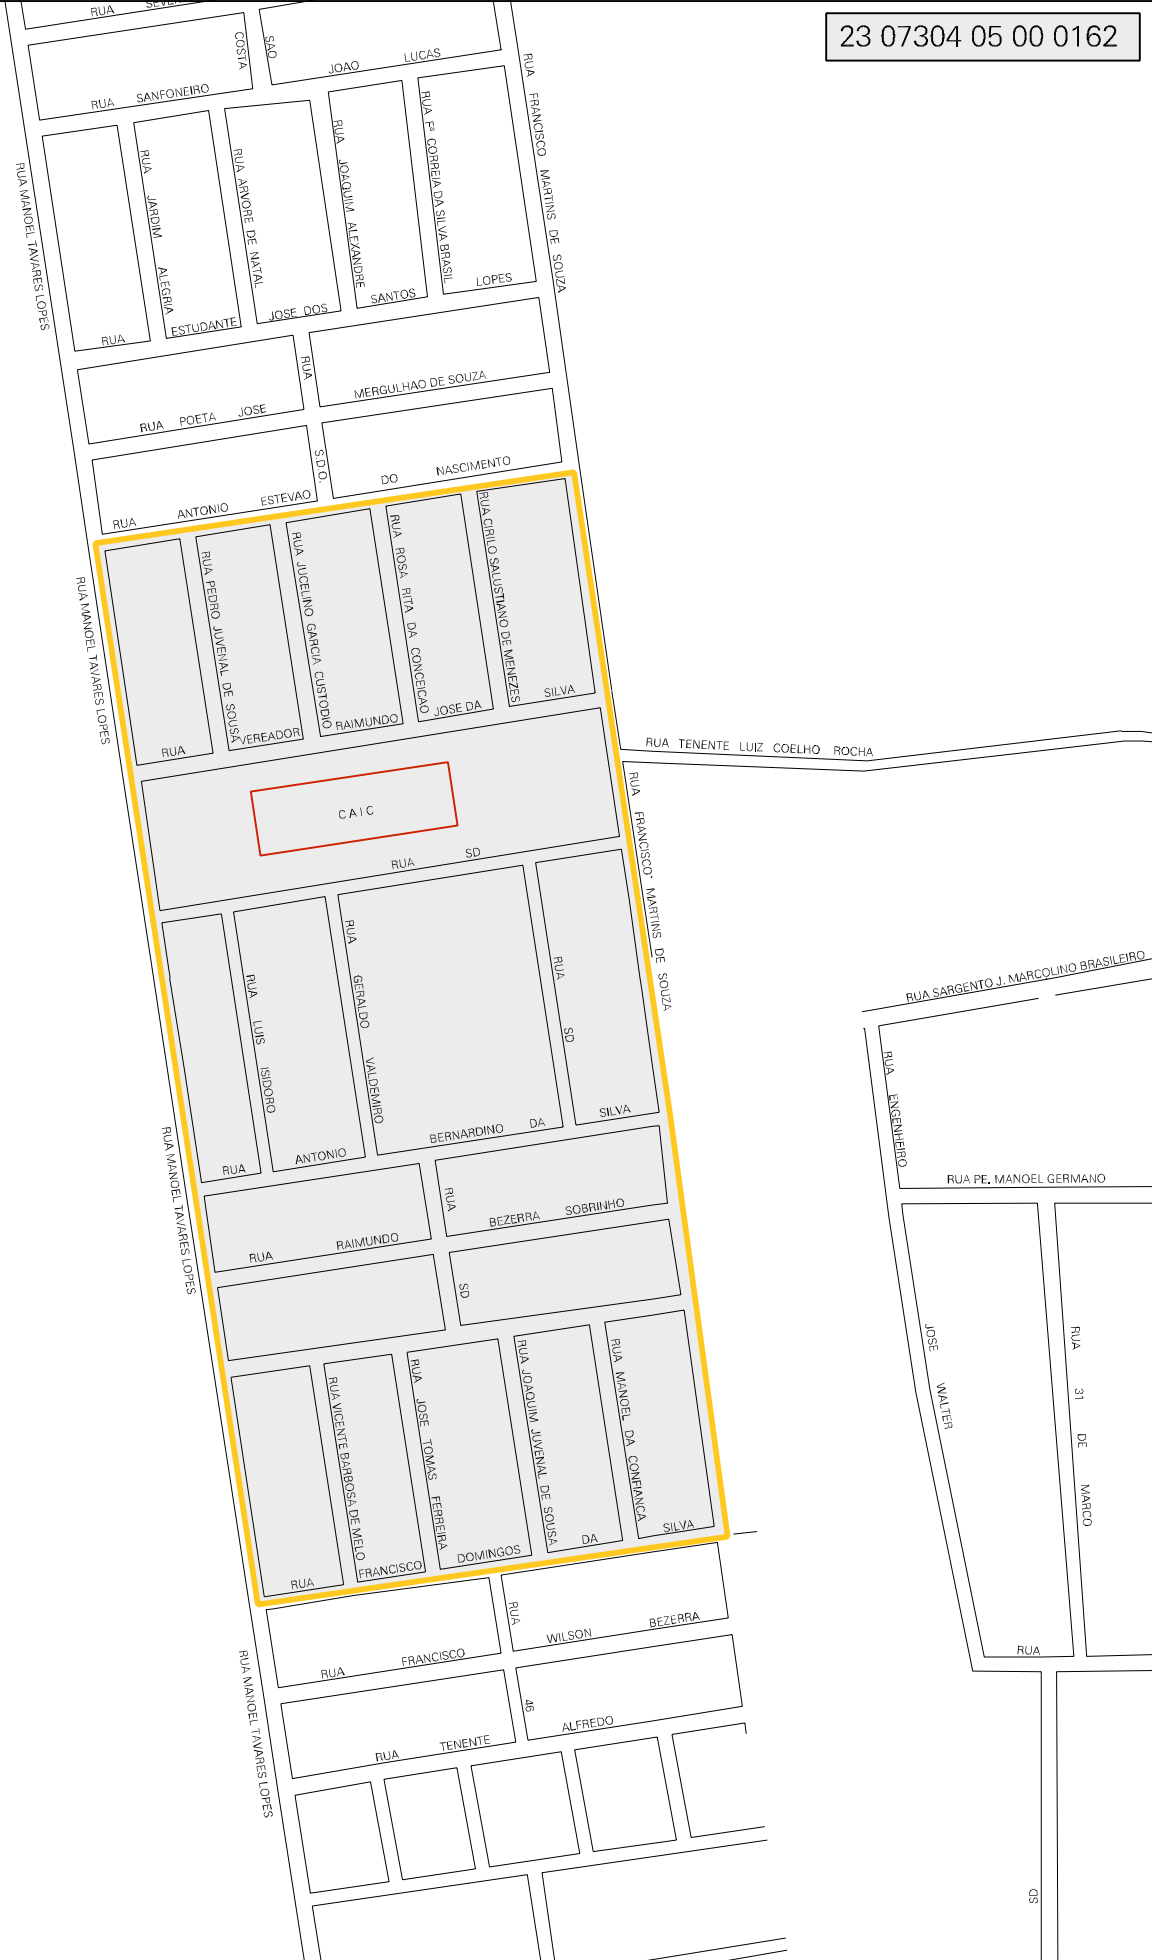 23 07304 05 00 0162
RUA SEVER
COSTA
SAO
JOAO LUCAS
RUA SANFONEIRO
RUA FRANCISCO MARTINS DE SOUZA
RUA MANOEL TAVARES LOPES
RUA JARDIM ALEGRIA
RUA ARVORE DE NATAL
RUA JOAQUIM ALEXANDRE
RUA Fª CORREIA DA SILVA BRASIL
RUA ESTUDANTE JOSE DOS SANTOS LOPES
RUA
S.D.O.
RUA POETA JOSE MERGULHAO DE SOUZA
RUA ANTONIO ESTEVAO DO NASCIMENTO
RUA MANOEL TAVARES LOPES
RUA PEDRO JUVENAL DE SOUSA
RUA JUCELINO GARCIA CUSTODIO
RUA ROSA RITA DA CONCEICAO
RUA CIRILO SALUSTIANO DE MENEZES
RUA VEREADOR RAIMUNDO JOSE DA SILVA
RUA TENENTE LUIZ COELHO ROCHA
CAIC
RUA SD
RUA FRANCISCO' MARTINS DE SOUZA
RUA LUIS ISIDORO
RUA GERALDO VALDEMIRO
RUA SD
RUA SARGENTO J. MARCOLINO BRASILEIRO
RUA ENGENHEIRO
JOSE WALTER
RUA ANTONIO BERNARDINO DA SILVA
RUA MANOEL TAVARES LOPES
RUA PE. MANOEL GERMANO
RUA
SD
RUA RAIMUNDO BEZERRA SOBRINHO
RUA VICENTE BARBOSA DE MELO
RUA JOSE TOMAS FERREIRA
RUA JOAQUIM JUVENAL DE SOUSA
RUA MANOEL DA CONFIANCA
RUA 31 DE MARCO
RUA FRANCISCO DOMINGOS DA SILVA
RUA
46
RUA FRANCISCO WILSON BEZERRA
RUA
RUA MANOEL TAVARES LOPES
RUA TENENTE ALFREDO
SD